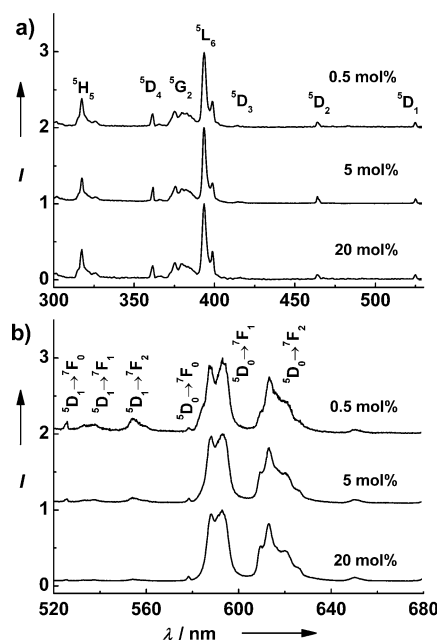 a)
⁵L₆
⁵H₅ ⁵D₄ ⁵G₂ ⁵D₃ ⁵D₂ ⁵D₁
0.5 mol%
5 mol%
20 mol%
I
3
2
1
0
300 350 400 450 500
b)
⁵D₁→⁷F₀
⁵D₁→⁷F₁
⁵D₁→⁷F₂
⁵D₀→⁷F₀
⁵D₀→⁷F₁
⁵D₀→⁷F₂
0.5 mol%
5 mol%
20 mol%
I
3
2
1
0
520 560 600 640 680
λ / nm